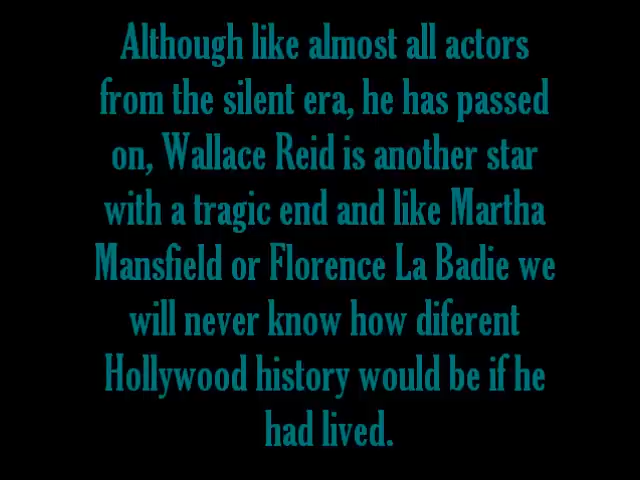 Although like almost all actors
from the silent era, he has passed
on, Wallace Reid is another star
with a tragic end and like Martha
Mansfield or Florence La Badie we
will never know how diferent
Hollywood history would be if he
had lived.